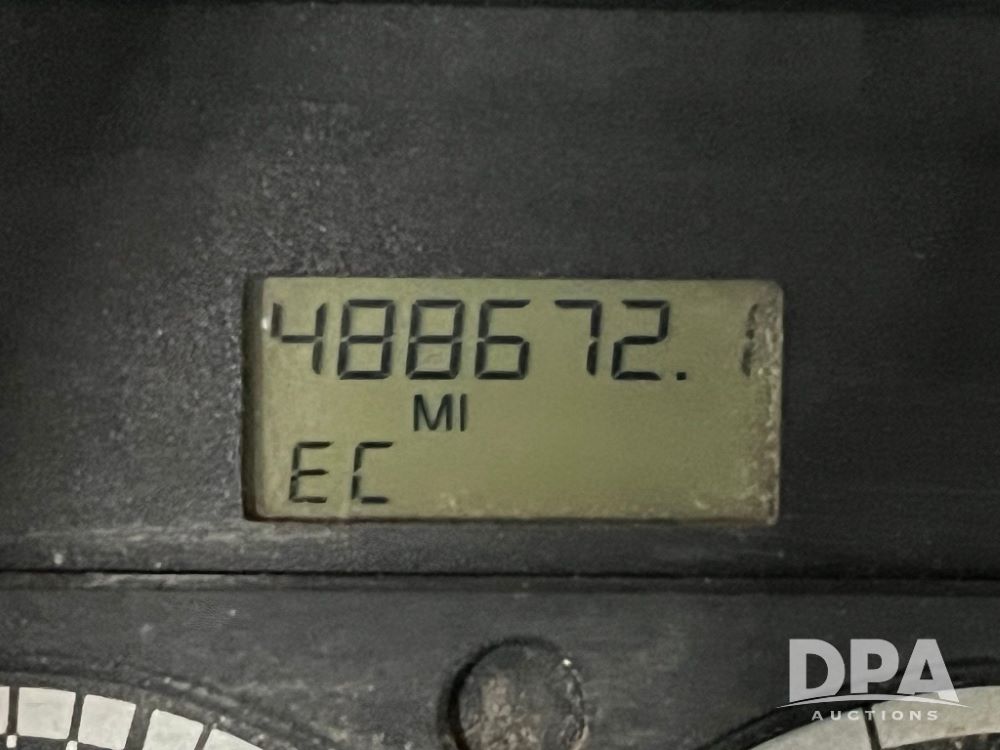 488672.1
MI
EC
DPA
AUCTIONS